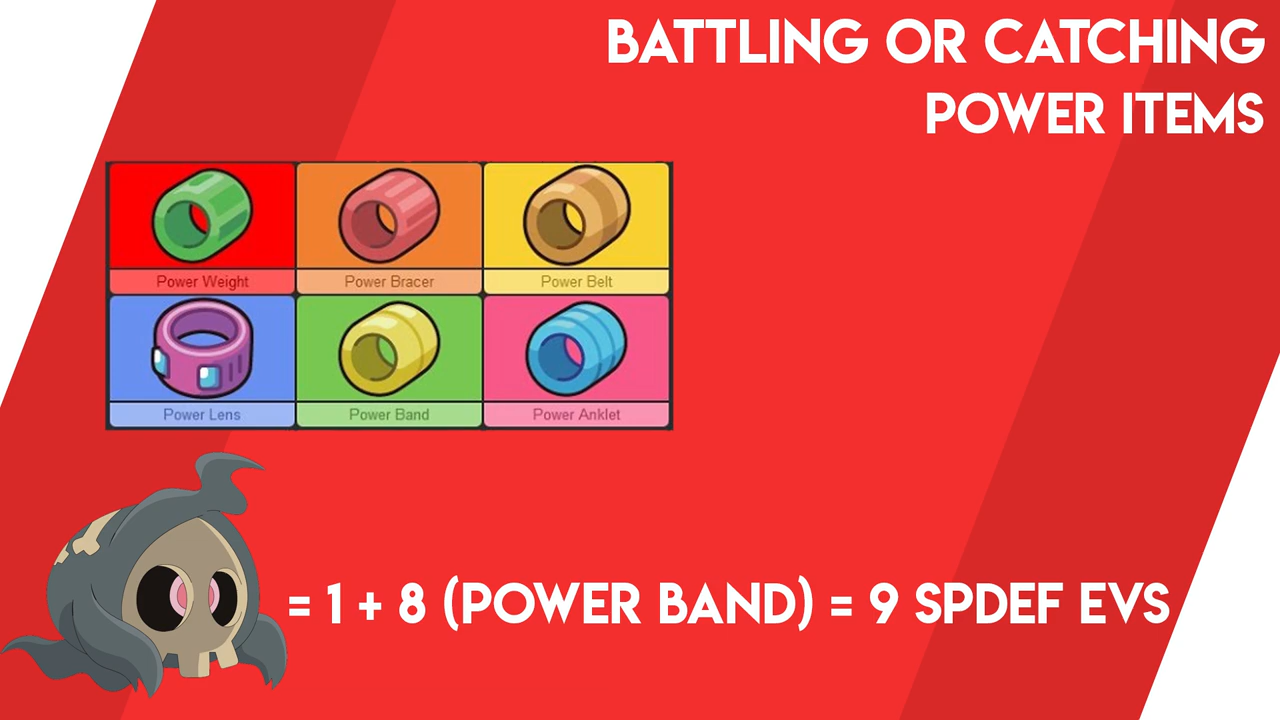 BATTLING OR CATCHING
POWER ITEMS
Power Weight
Power Bracer
Power Belt
Power Lens
Power Band
Power Anklet
= 1 + 8 (POWER BAND) = 9 SPDEF EVS